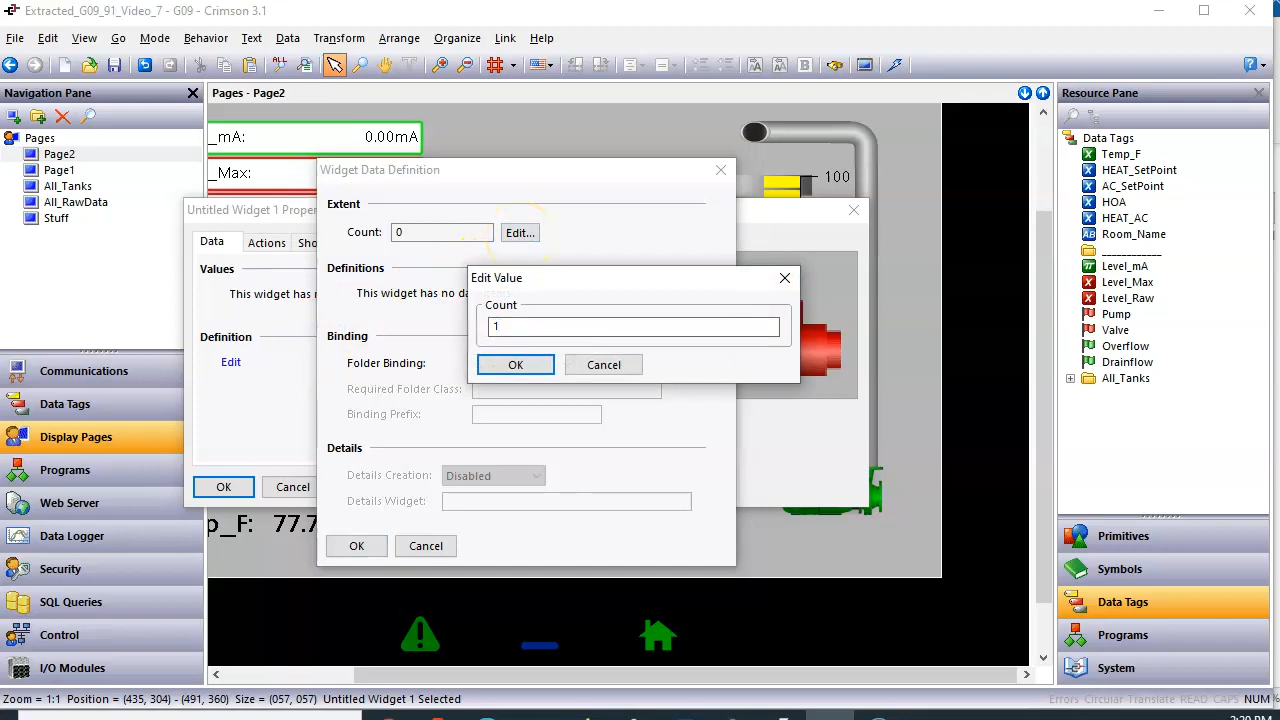 Extracted_G09_91_Video_7 - G09 - Crimson 3.1
File Edit View Go Mode Behavior Text Data Transform Arrange Organize Link Help
ALL
Navigation Pane
Pages - Page2
Resource Pane
Pages
Page2
Page1
All_Tanks
All_RawData
Stuff
Communications
Data Tags
Display Pages
Programs
Web Server
Data Logger
Security
SQL Queries
Control
I/O Modules
_mA: 0.00mA
_Max:
100
p_F: 77.7
Untitled Widget 1 Proper
Data Actions Sho
Values
This widget has n
Definition
Edit
OK Cancel
Widget Data Definition
Extent
Count: 0 Edit...
Definitions
This widget has no da
Binding
Folder Binding:
Required Folder Class:
Binding Prefix:
Details
Details Creation: Disabled
Details Widget:
OK Cancel
Edit Value
Count
1
OK Cancel
Data Tags
Temp_F
HEAT_SetPoint
AC_SetPoint
HOA
HEAT_AC
Room_Name
____________
Level_mA
Level_Max
Level_Raw
Pump
Valve
Overflow
Drainflow
All_Tanks
Primitives
Symbols
Data Tags
Programs
System
Zoom = 1:1 Position = (435, 304) - (491, 360) Size = (057, 057) Untitled Widget 1 Selected
Errors Circular Translate READ CAPS NUM